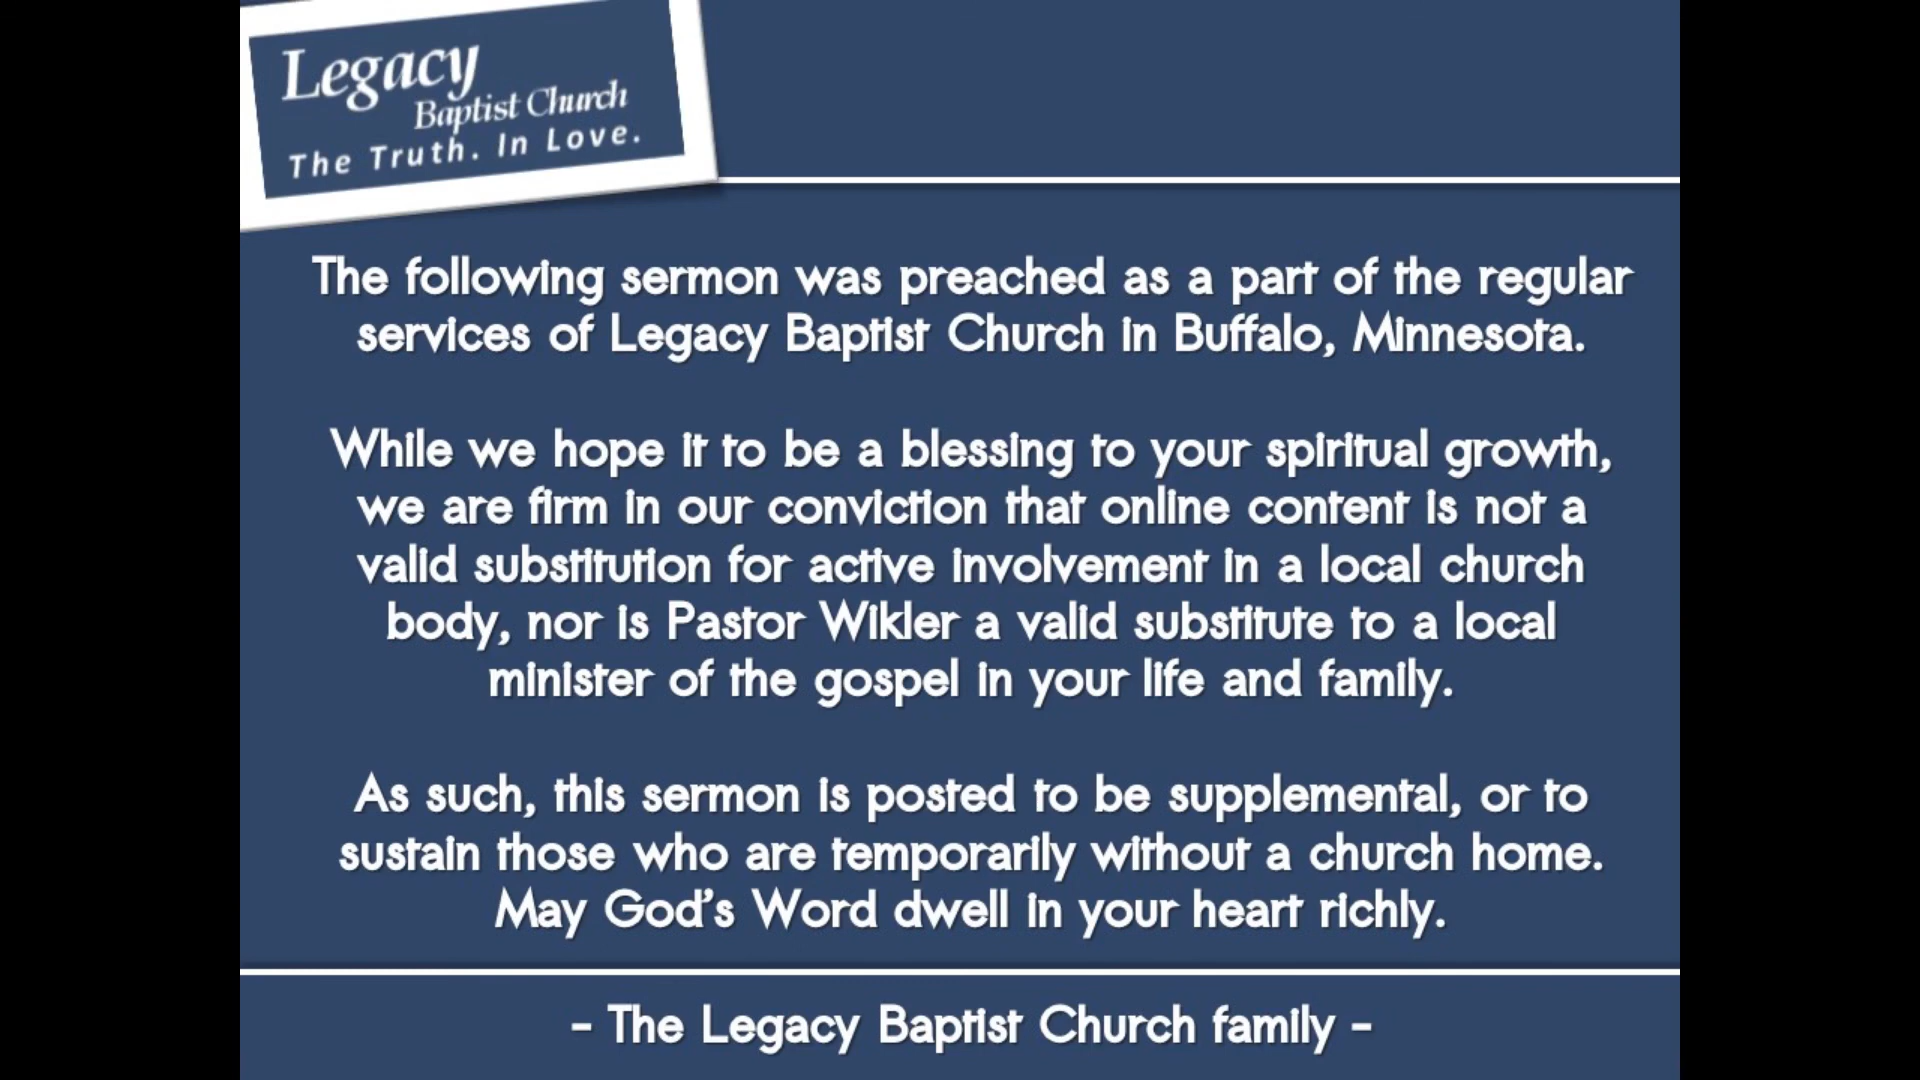 Legacy
Baptist Church
The Truth. In Love.
The following sermon was preached as a part of the regular
services of Legacy Baptist Church in Buffalo, Minnesota.
While we hope it to be a blessing to your spiritual growth,
we are firm in our conviction that online content is not a
valid substitution for active involvement in a local church
body, nor is Pastor Wikler a valid substitute to a local
minister of the gospel in your life and family.
As such, this sermon is posted to be supplemental, or to
sustain those who are temporarily without a church home.
May God's Word dwell in your heart richly.
- The Legacy Baptist Church family -